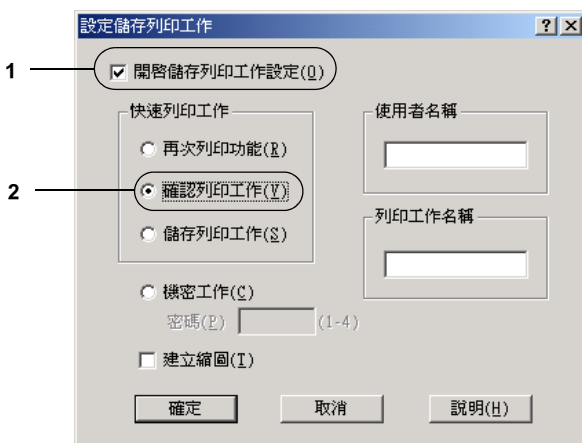 設定儲存列印工作
1
開啓儲存列印工作設定(O)
快速列印工作
使用者名稱
再次列印功能(R)
2
確認列印工作(V)
列印工作名稱
儲存列印工作(S)
機密工作(C)
密碼(P) (1-4)
建立縮圖(I)
確定 取消 說明(H)